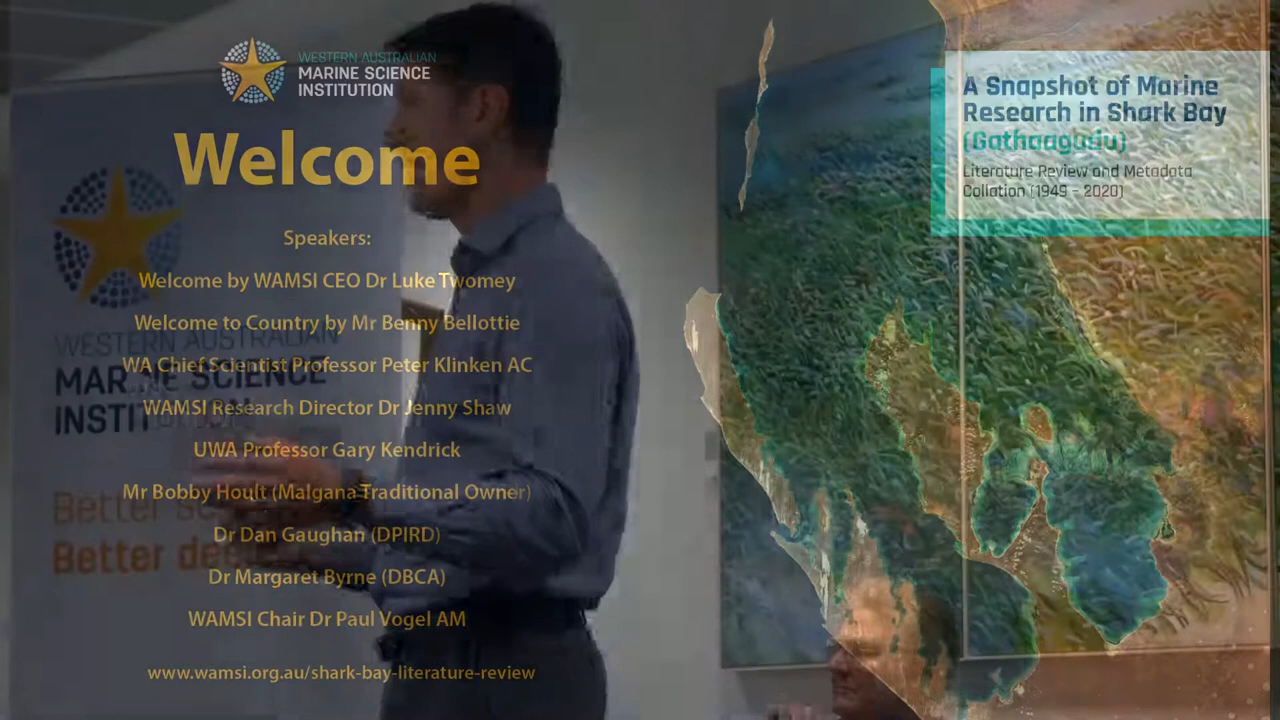 WESTERN AUSTRALIAN
MARINE SCIENCE
INSTITUTION
Welcome
Speakers:
Welcome by WAMSI CEO Dr Luke Twomey
Welcome to Country by Mr Benny Bellottie
WA Chief Scientist Professor Peter Klinken AC
WAMSI Research Director Dr Jenny Shaw
UWA Professor Gary Kendrick
Mr Bobby Hoult (Malgana Traditional Owner)
Dr Dan Gaughan (DPIRD)
Dr Margaret Byrne (DBCA)
WAMSI Chair Dr Paul Vogel AM
www.wamsi.org.au/shark-bay-literature-review
A Snapshot of Marine
Research in Shark Bay
(Gathaagudu)
Literature Review and Metadata
Collation (1949 - 2020)
WESTERN AUSTRALIAN
MARINE SCIENCE
INSTITUTION
Better
Better